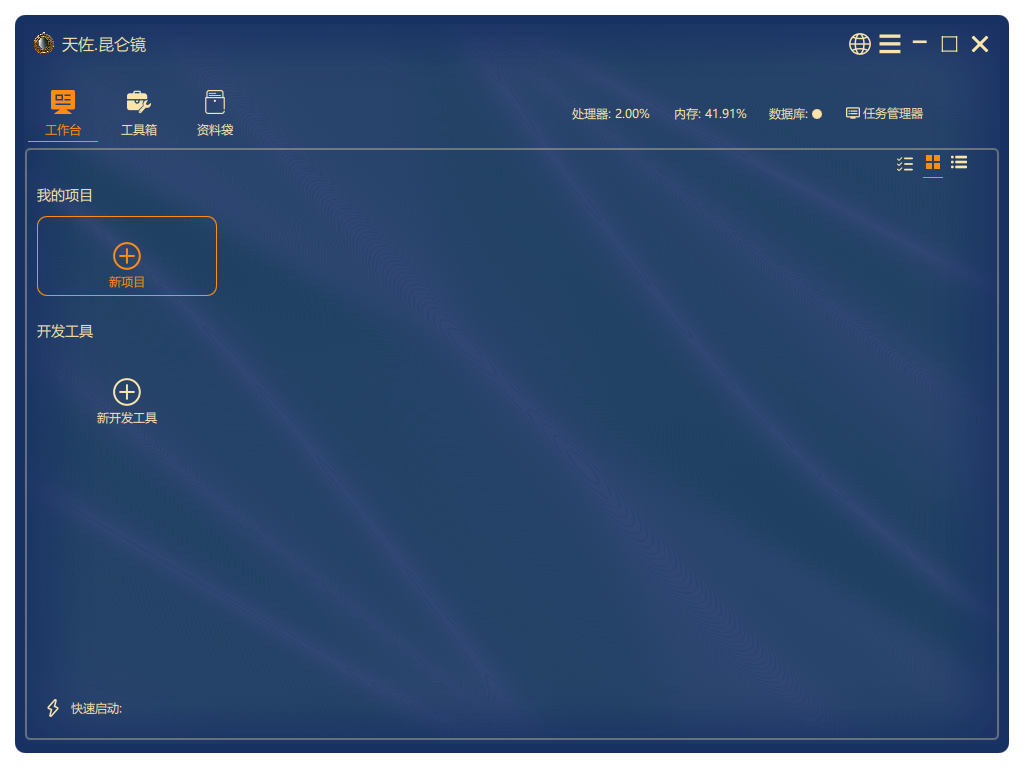 天佐.昆仑镜
工作台 工具箱 资料袋
处理器: 2.00% 内存: 41.91% 数据库: 任务管理器
我的项目
新项目
开发工具
新开发工具
快速启动: